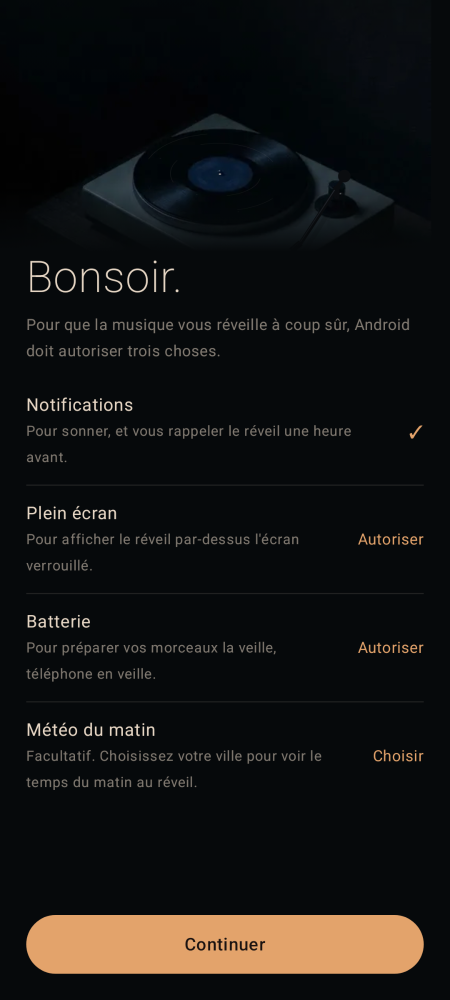 Bonsoir.
Pour que la musique vous réveille à coup sûr, Android
doit autoriser trois choses.
Notifications
Pour sonner, et vous rappeler le réveil une heure
avant.
✓
Plein écran
Pour afficher le réveil par-dessus l'écran
verrouillé.
Autoriser
Batterie
Pour préparer vos morceaux la veille,
téléphone en veille.
Autoriser
Météo du matin
Facultatif. Choisissez votre ville pour voir le
temps du matin au réveil.
Choisir
Continuer